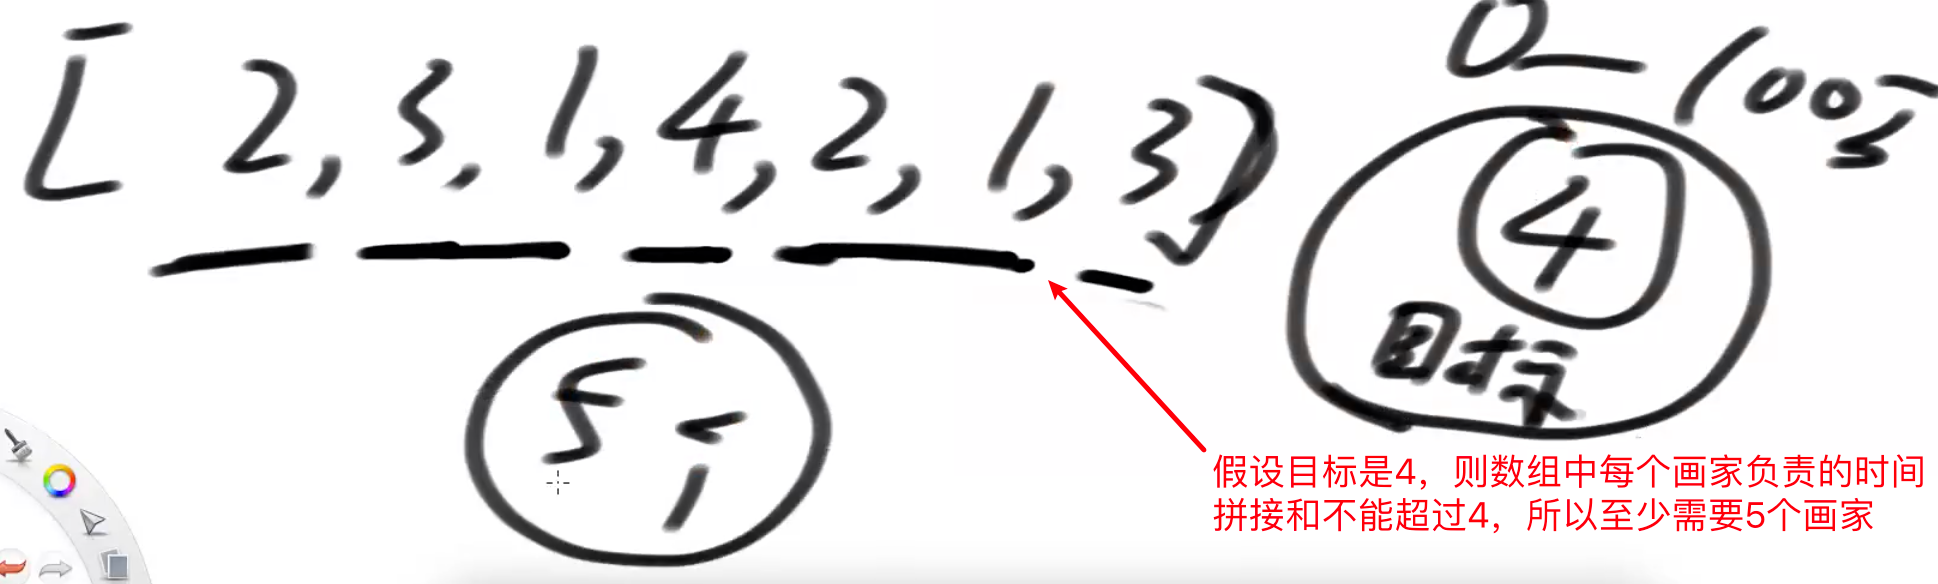 [2,3,1,4,2,1,3]
0—100
4
目标
5个
假设目标是4，则数组中每个画家负责的时间
拼接和不能超过4，所以至少需要5个画家